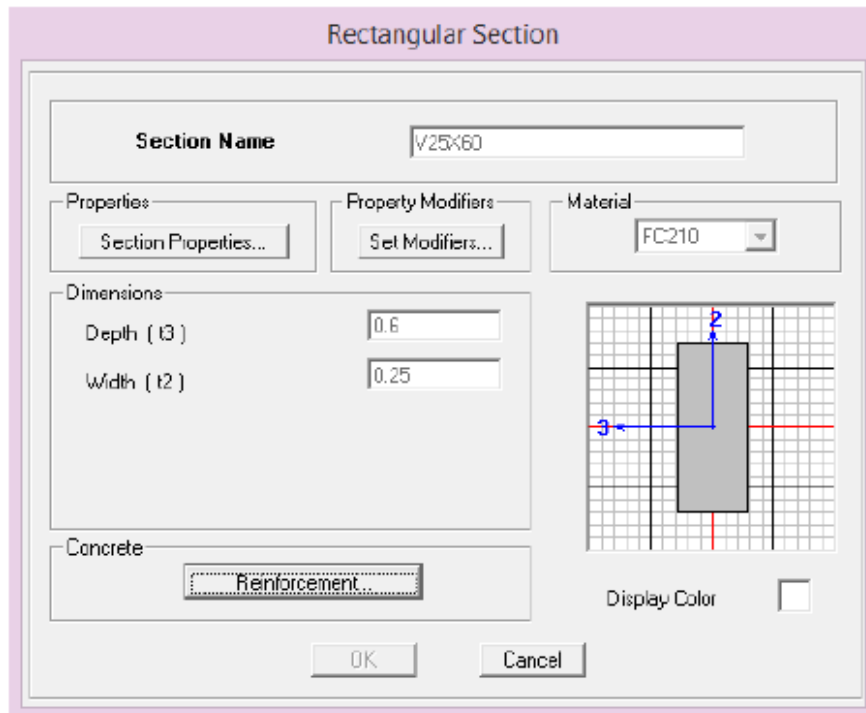 Rectangular Section
Section Name V25X60
Properties Property Modifiers Material
Section Properties... Set Modifiers... FC210
Dimensions
Depth ( t3 ) 0.6
Width ( t2 ) 0.25
2
3
Concrete
Reinforcement...
Display Color
OK Cancel